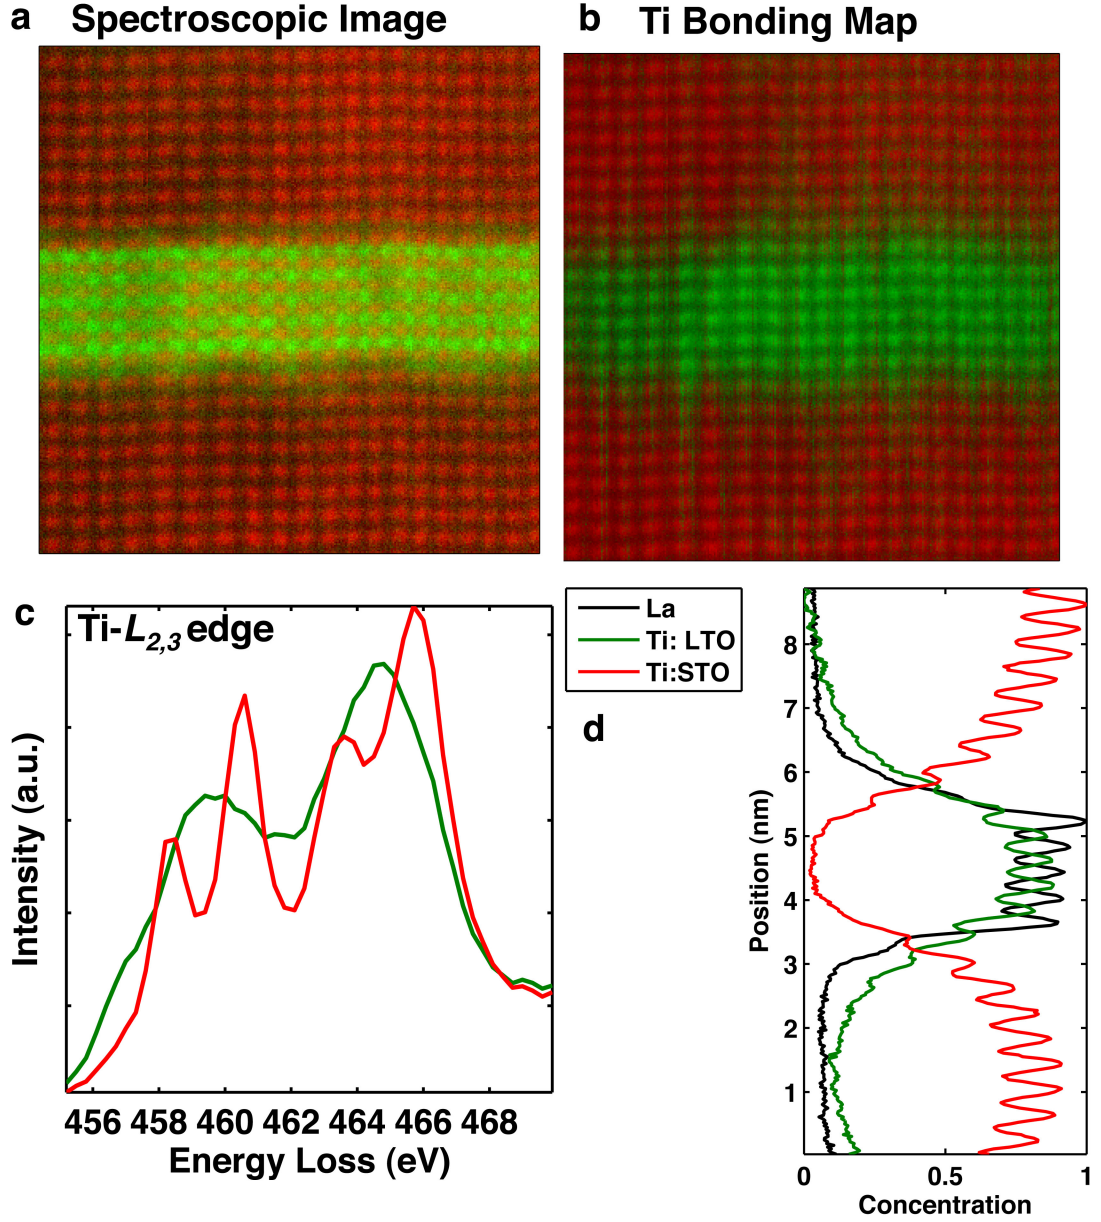 a Spectroscopic Image
b Ti Bonding Map
c
Ti-L2,3 edge
Intensity (a.u.)
456 458 460 462 464 466 468
Energy Loss (eV)
La
Ti: LTO
Ti:STO
d
Position (nm)
8
7
6
5
4
3
2
1
0 0.5 1
Concentration